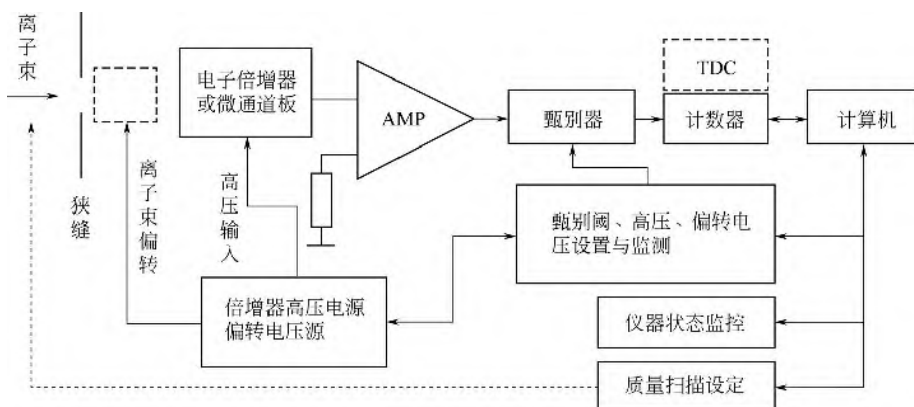 离子束
狭缝
离子束偏转
电子倍增器
或微通道板
高压输入
AMP
甄别器
TDC
计数器
计算机
甄别阈、高压、偏转电
压设置与监测
倍增器高压电源
偏转电压源
仪器状态监控
质量扫描设定